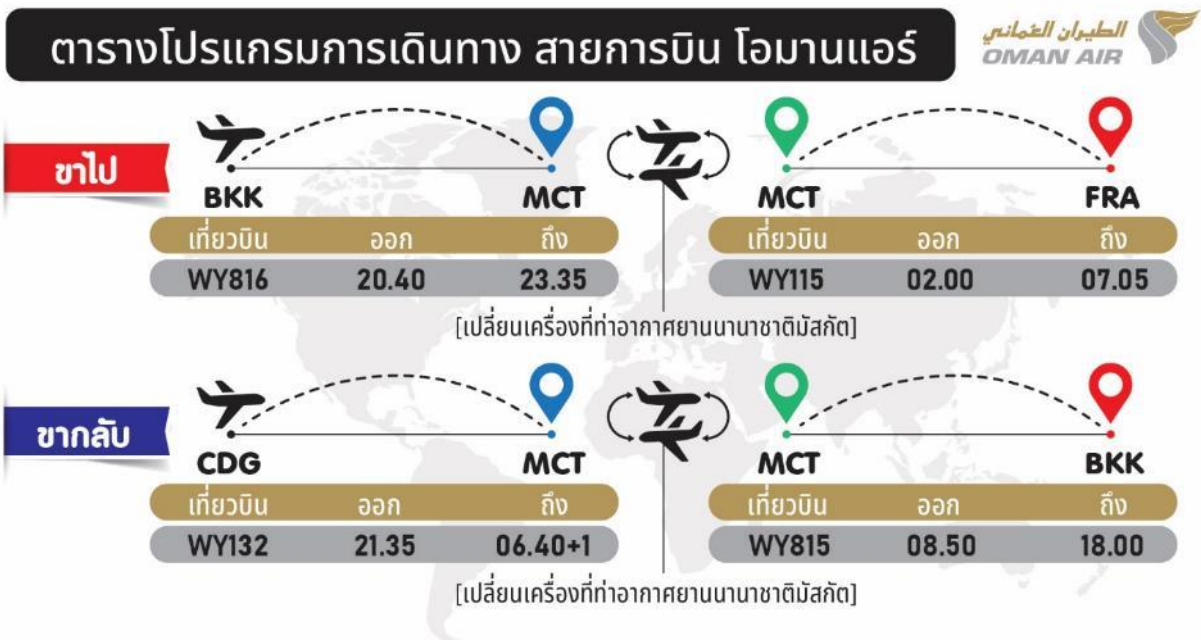 ตารางโปรแกรมการเดินทาง สายการบิน โอมานแอร์
الطيران العُماني
OMAN AIR
ขาไป
BKK MCT MCT FRA
เที่ยวบิน ออก ถึง เที่ยวบิน ออก ถึง
WY816 20.40 23.35 WY115 02.00 07.05
[เปลี่ยนเครื่องที่ท่าอากาศยานนานาชาติมัสกัต]
ขากลับ
CDG MCT MCT BKK
เที่ยวบิน ออก ถึง เที่ยวบิน ออก ถึง
WY132 21.35 06.40+1 WY815 08.50 18.00
[เปลี่ยนเครื่องที่ท่าอากาศยานนานาชาติมัสกัต]